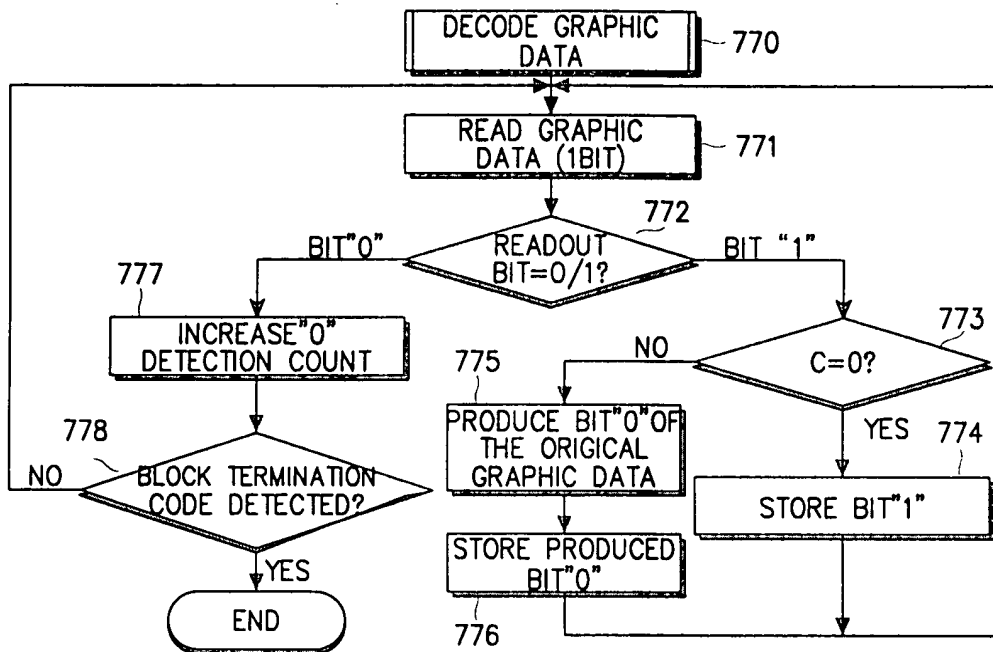 DECODE GRAPHIC
DATA
770
READ GRAPHIC
DATA (1BIT)
771
772
READOUT
BIT=0/1?
BIT"0"
BIT "1"
777
INCREASE"0"
DETECTION COUNT
773
C=0?
NO
YES
775
PRODUCE BIT"0"OF
THE ORIGICAL
GRAPHIC DATA
774
STORE BIT"1"
778
NO
BLOCK TERMINATION
CODE DETECTED?
YES
STORE PRODUCED
BIT"0"
776
END